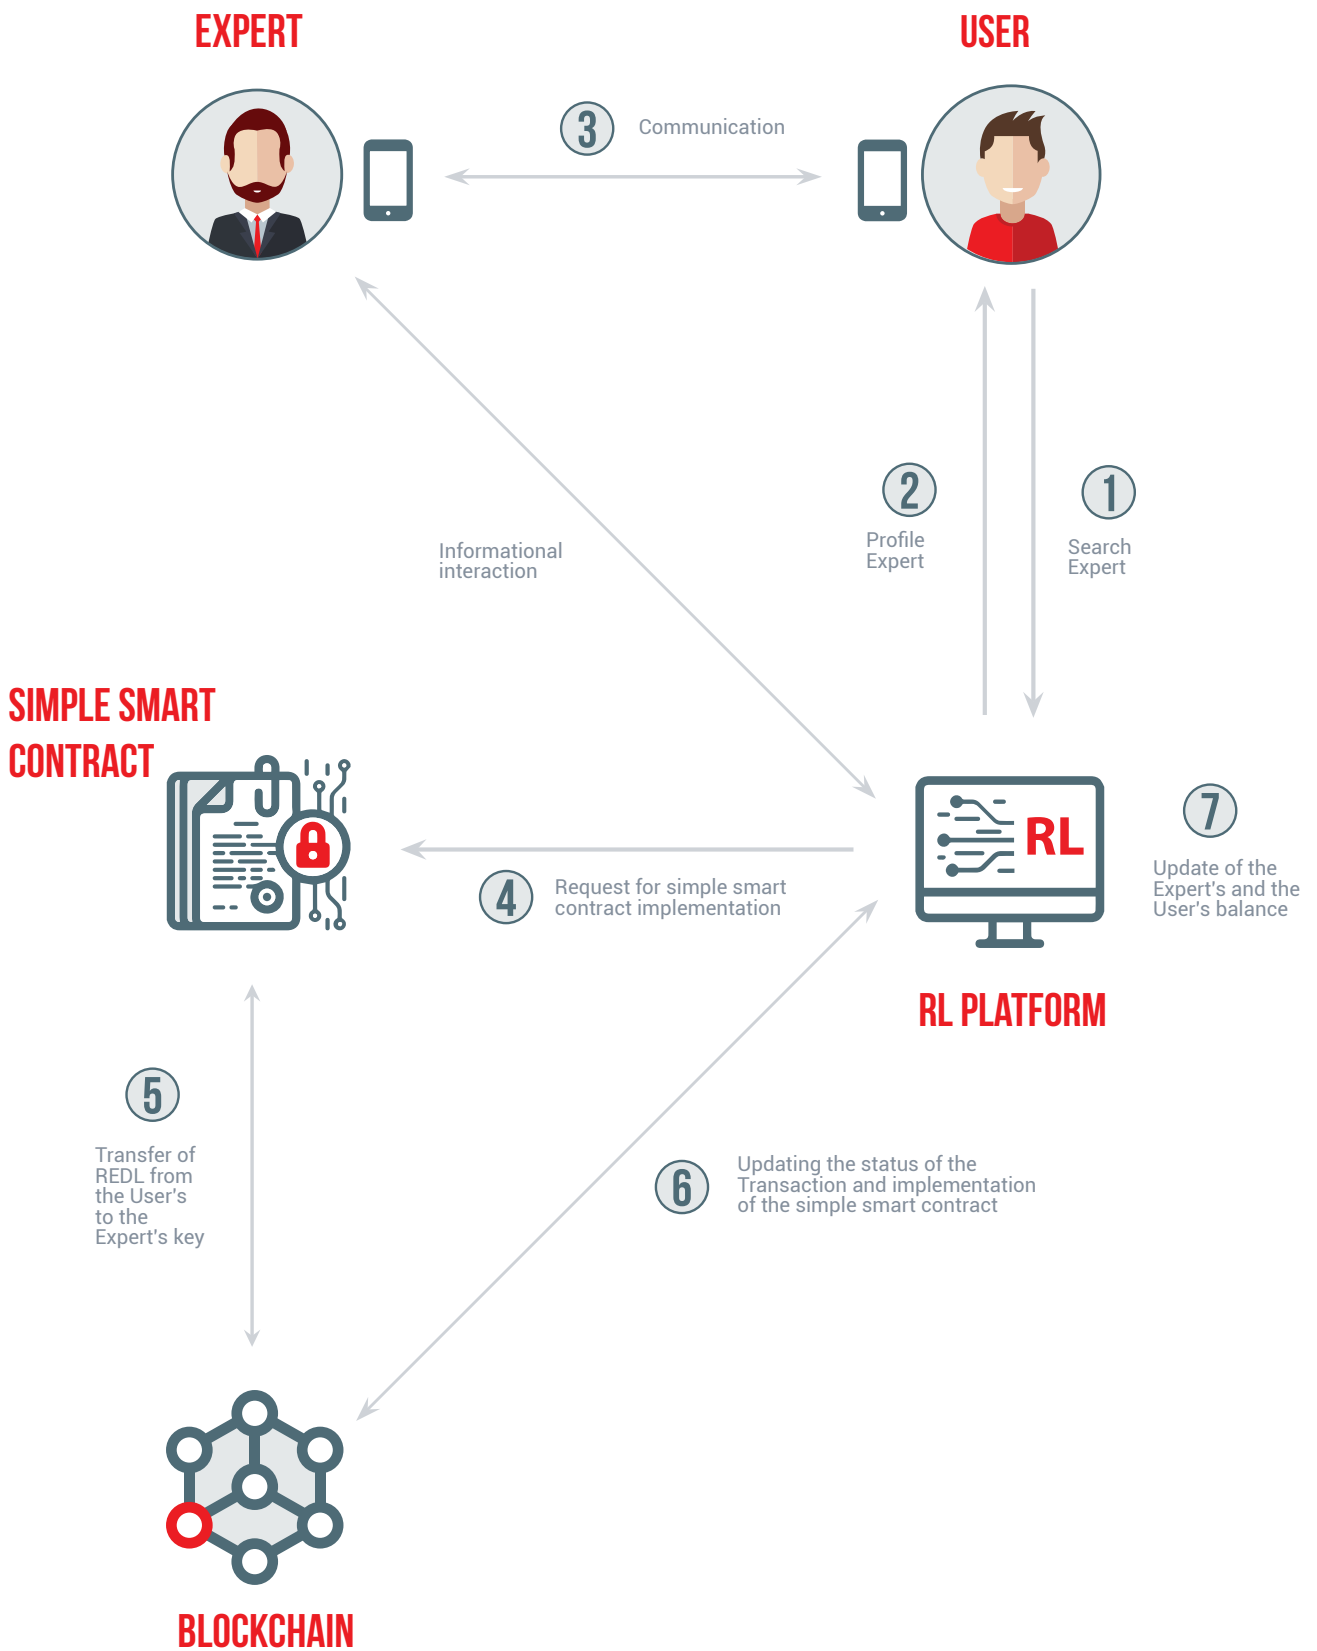 EXPERT
USER
3
Communication
2
Profile
Expert
1
Search
Expert
Informational
interaction
SIMPLE SMART
CONTRACT
RL
7
Update of the
Expert's and the
User's balance
4
Request for simple smart
contract implementation
RL PLATFORM
5
Transfer of
REDL from
the User's
to the
Expert's key
6
Updating the status of the
Transaction and implementation
of the simple smart contract
BLOCKCHAIN